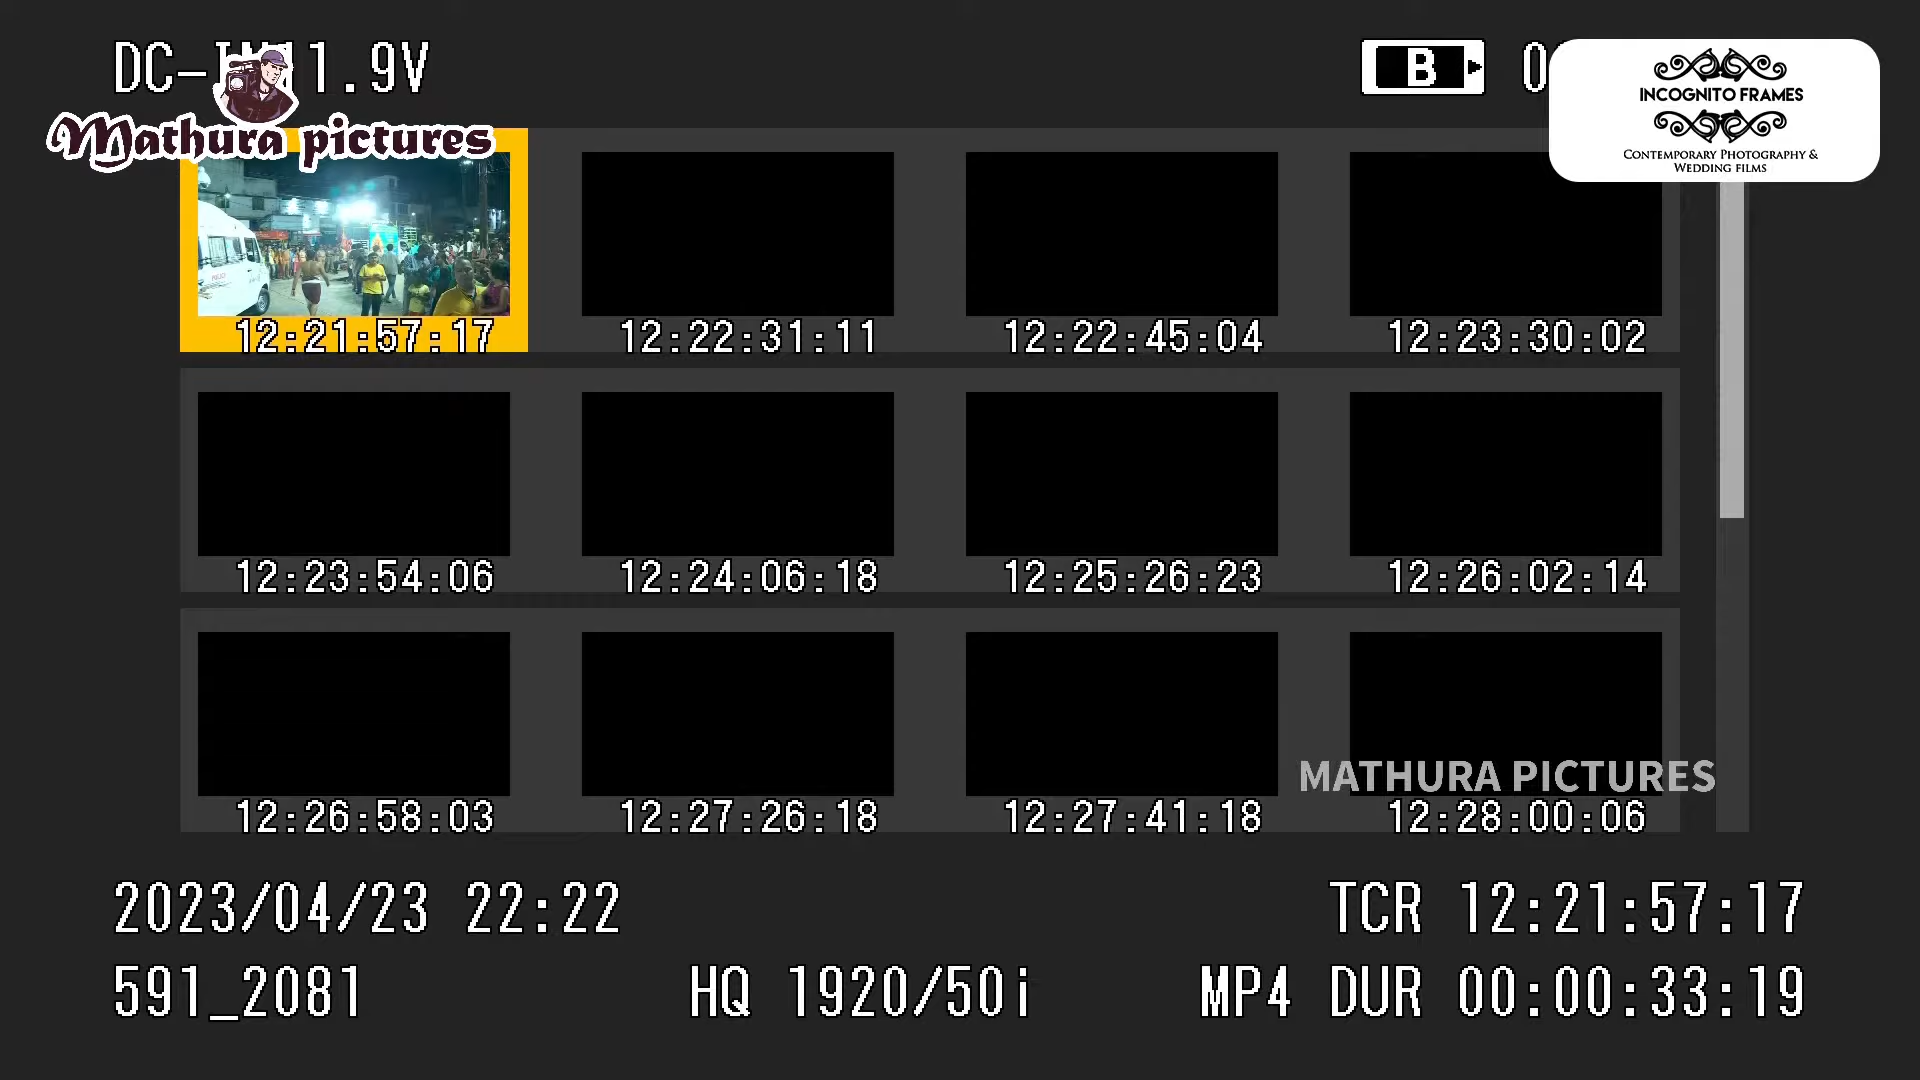 DC-IN11.9V
B
Mathura pictures
INCOGNITO FRAMES
CONTEMPORARY PHOTOGRAPHY &
WEDDING FILMS
12:21:57:17 12:22:31:11 12:22:45:04 12:23:30:02
12:23:54:06 12:24:06:18 12:25:26:23 12:26:02:14
12:26:58:03 12:27:26:18 12:27:41:18 12:28:00:06
MATHURA PICTURES
2023/04/23 22:22 TCR 12:21:57:17
591_2081 HQ 1920/50i MP4 DUR 00:00:33:19